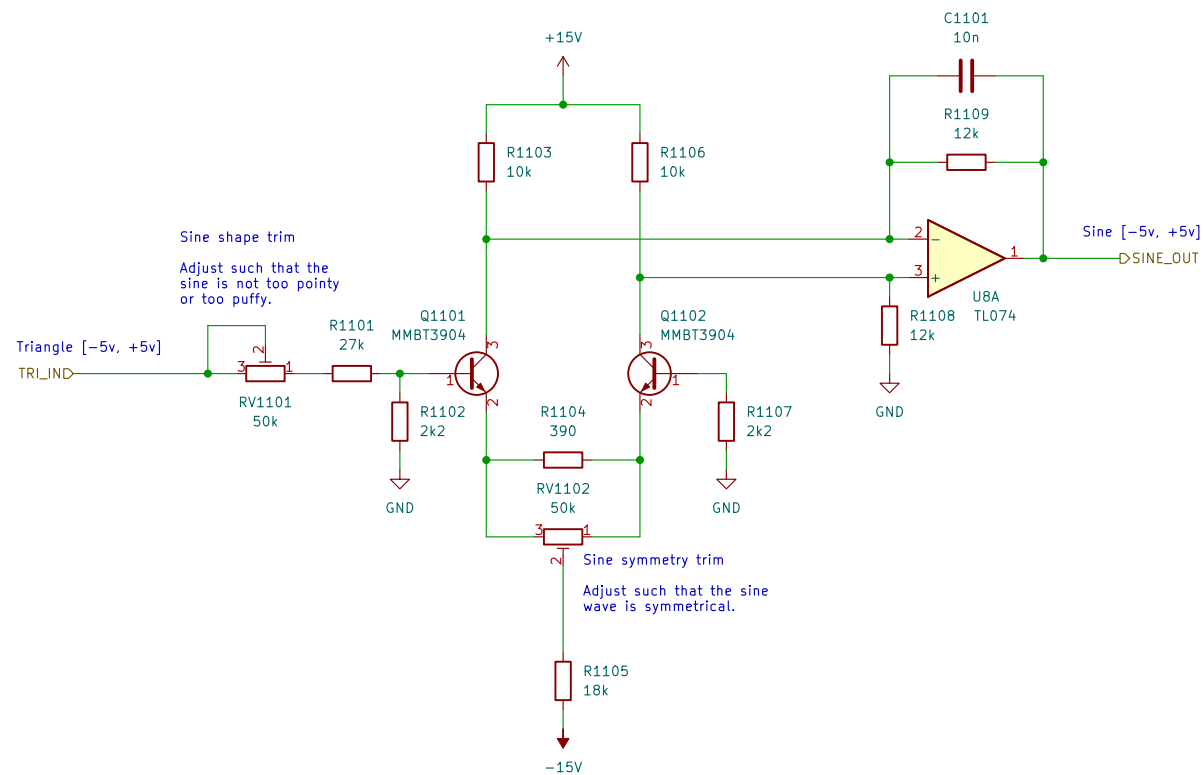 C1101
10n
+15V
R1109
12k
R1103
10k
R1106
10k
Sine shape trim
Adjust such that the
sine is not too pointy
or too puffy.
2
−
1
3
+
Sine [-5v, +5v]
SINE_OUT
U8A
TL074
R1108
12k
GND
Triangle [-5v, +5v]
TRI_IN
2
3
1
RV1101
50k
R1101
27k
Q1101
MMBT3904
3
1
2
Q1102
MMBT3904
3
1
2
R1102
2k2
GND
R1104
390
R1107
2k2
GND
RV1102
50k
3
1
2
Sine symmetry trim
Adjust such that the sine
wave is symmetrical.
R1105
18k
-15V